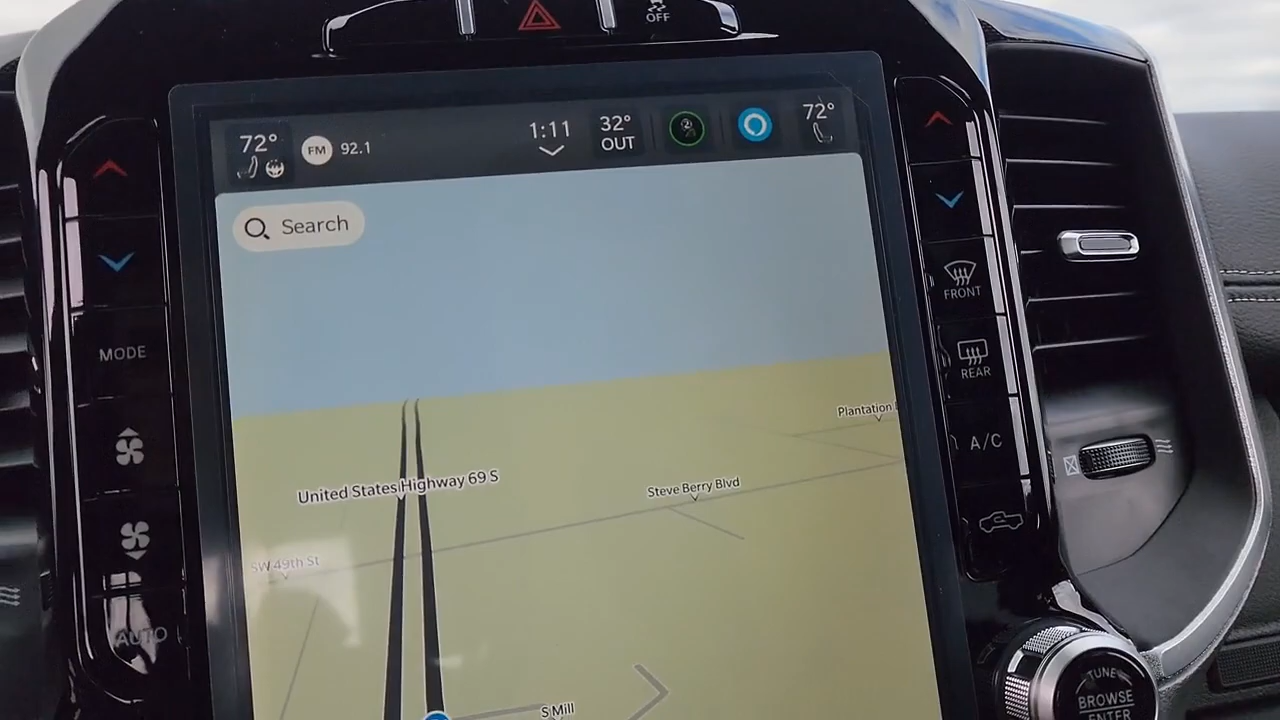 OFF
72°
FM 92.1
1:11
32°
OUT
72°
Search
FRONT
MODE
REAR
Plantation
A/C
United States Highway 69 S
Steve Berry Blvd
SW 49th St
AUTO
S Mill
TUNE
BROWSE
ENTER